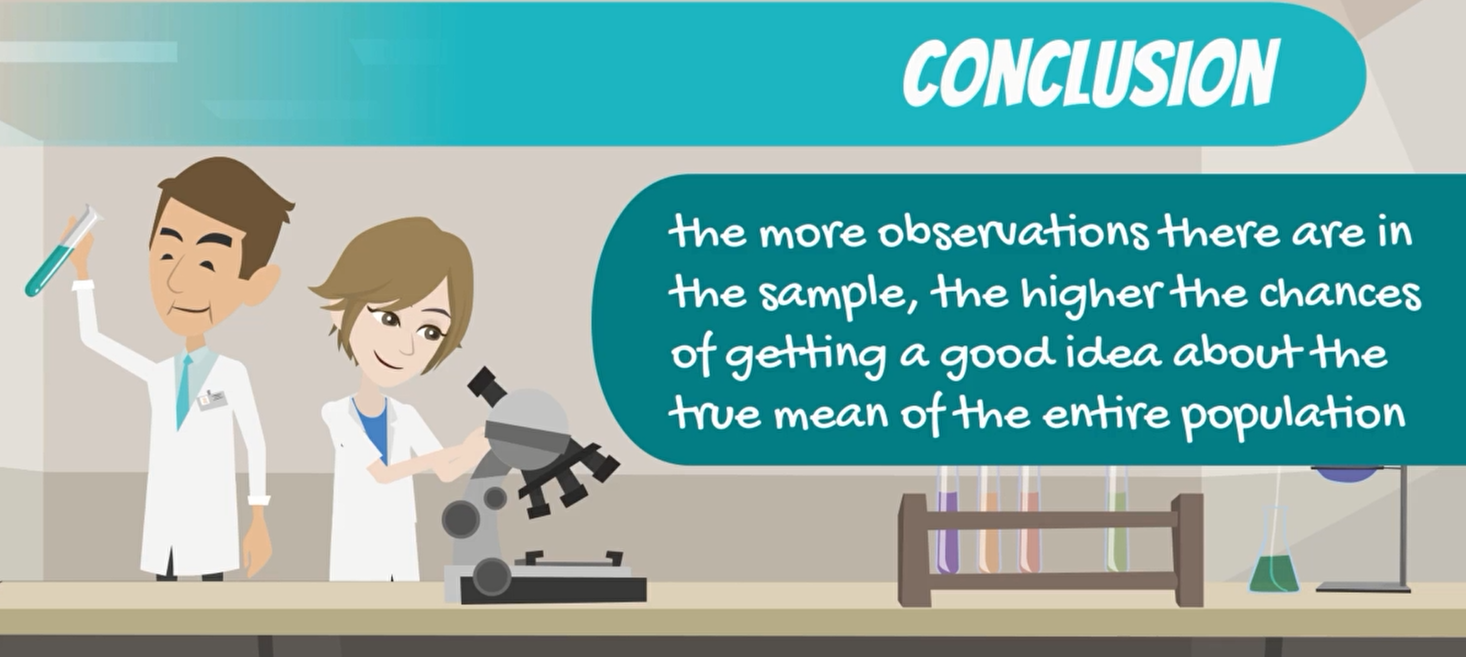 CONCLUSION
the more observations there are in
the sample, the higher the chances
of getting a good idea about the
true mean of the entire population